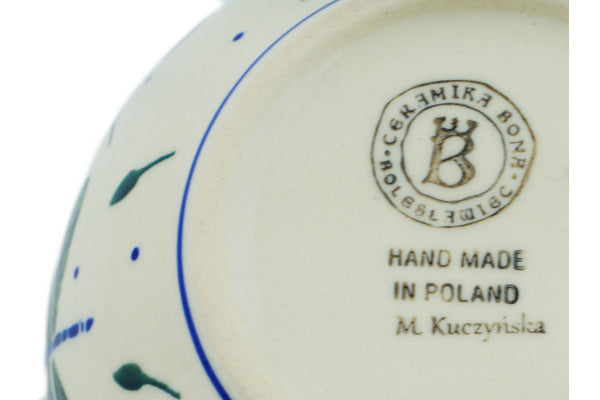 CERAMIKA BONA
BOLESŁAWIEC
B
HAND MADE
IN POLAND
M. Kuczyńska